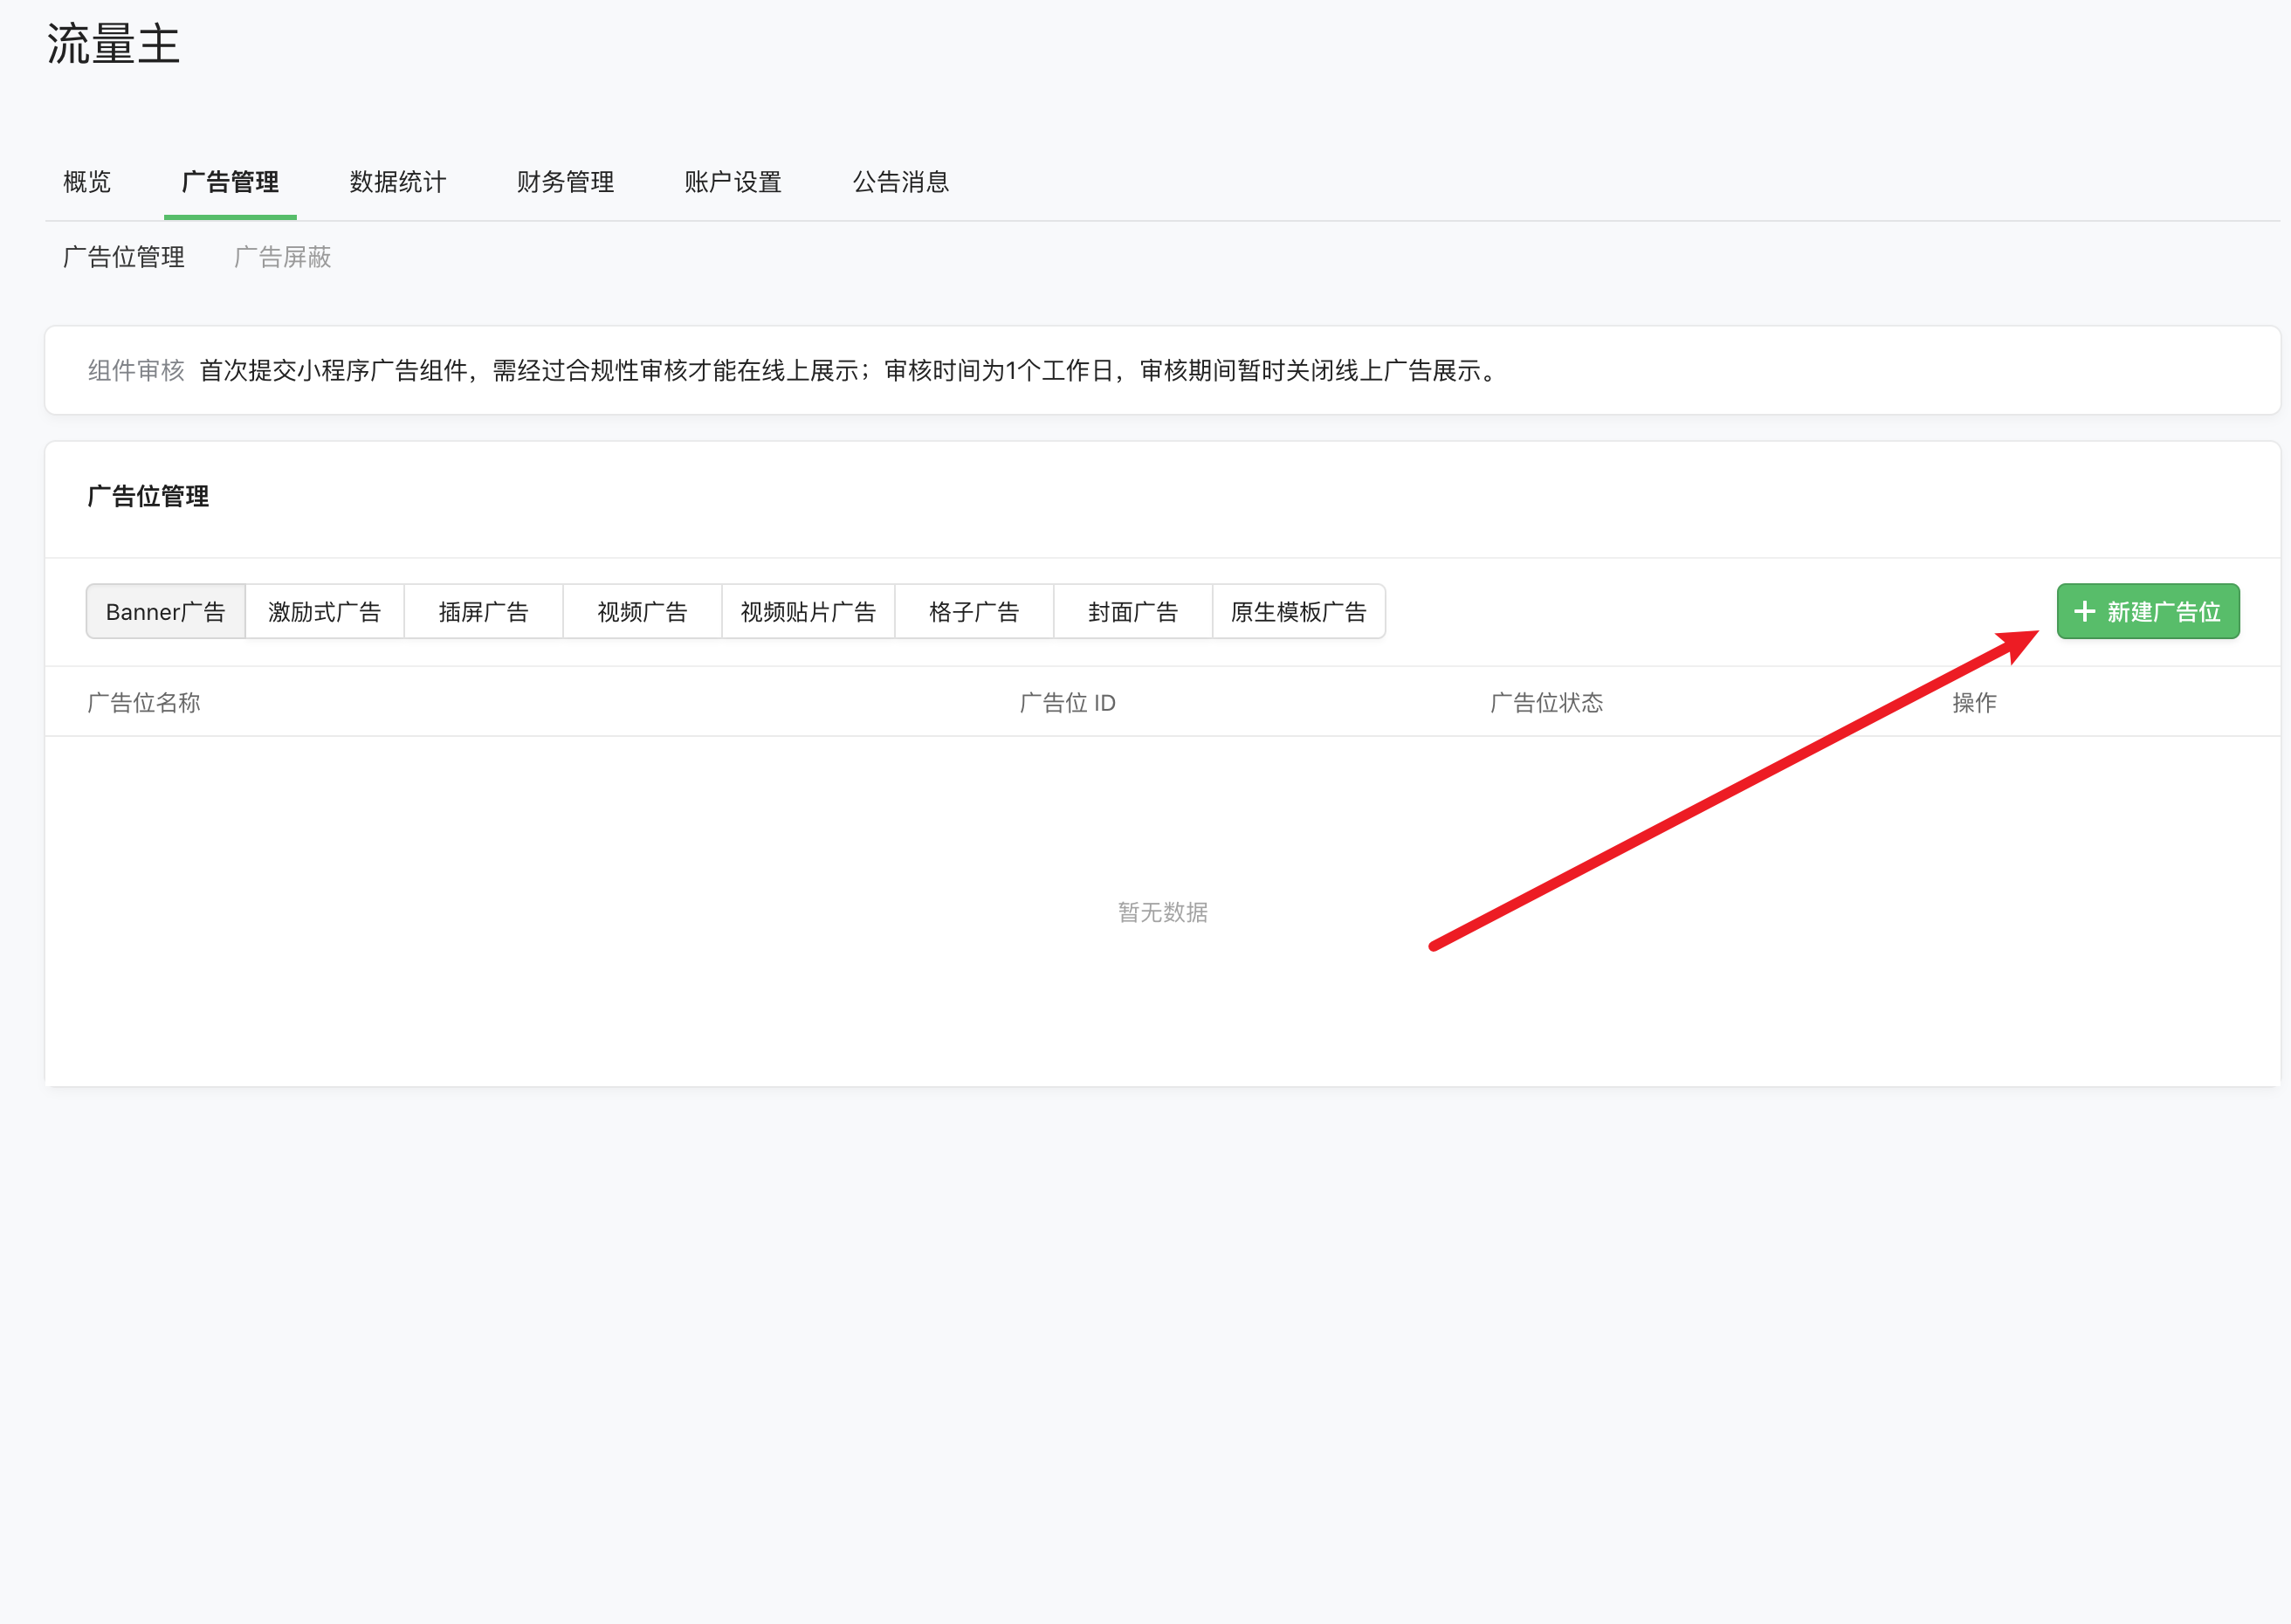 流量主
概览 广告管理 数据统计 财务管理 账户设置 公告消息
广告位管理 广告屏蔽
组件审核 首次提交小程序广告组件，需经过合规性审核才能在线上展示；审核时间为1个工作日，审核期间暂时关闭线上广告展示。
广告位管理
Banner广告 激励式广告 插屏广告 视频广告 视频贴片广告 格子广告 封面广告 原生模板广告 + 新建广告位
广告位名称 广告位 ID 广告位状态 操作
暂无数据